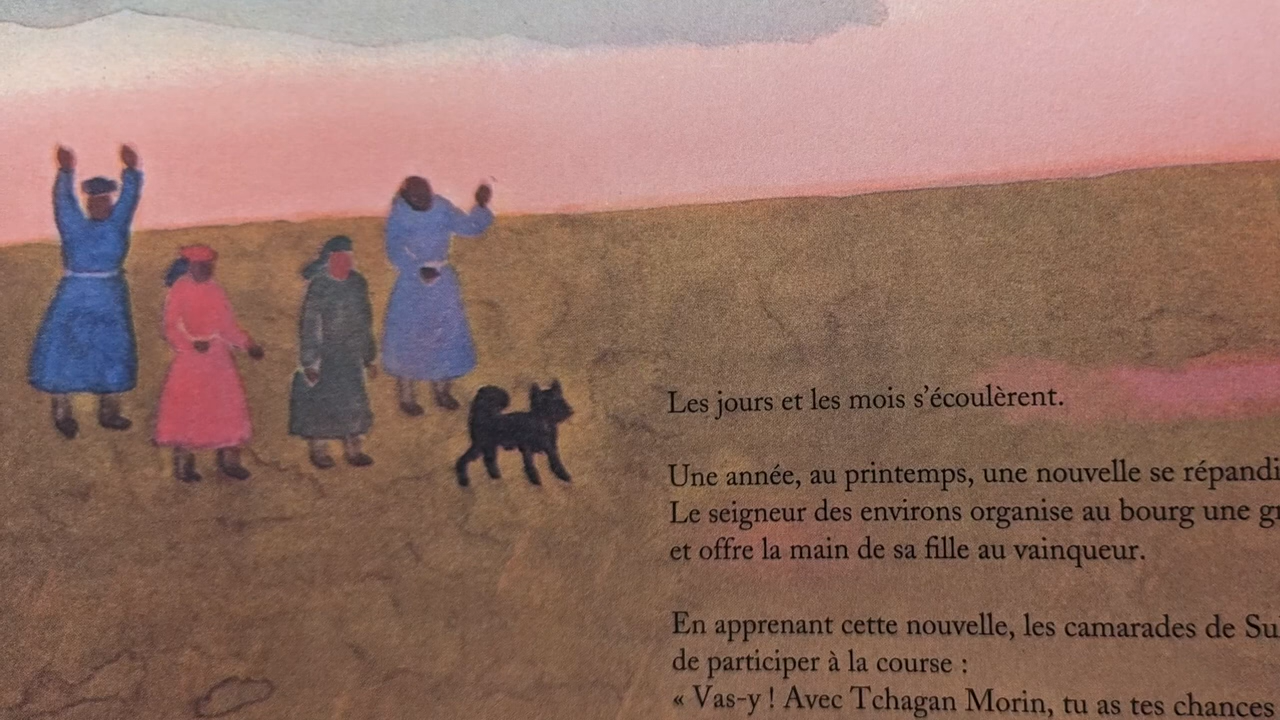 Les jours et les mois s'écoulèrent.
Une année, au printemps, une nouvelle se répandi
Le seigneur des environs organise au bourg une g
et offre la main de sa fille au vainqueur.
En apprenant cette nouvelle, les camarades de Su
de participer à la course :
« Vas-y ! Avec Tchagan Morin, tu as tes chances